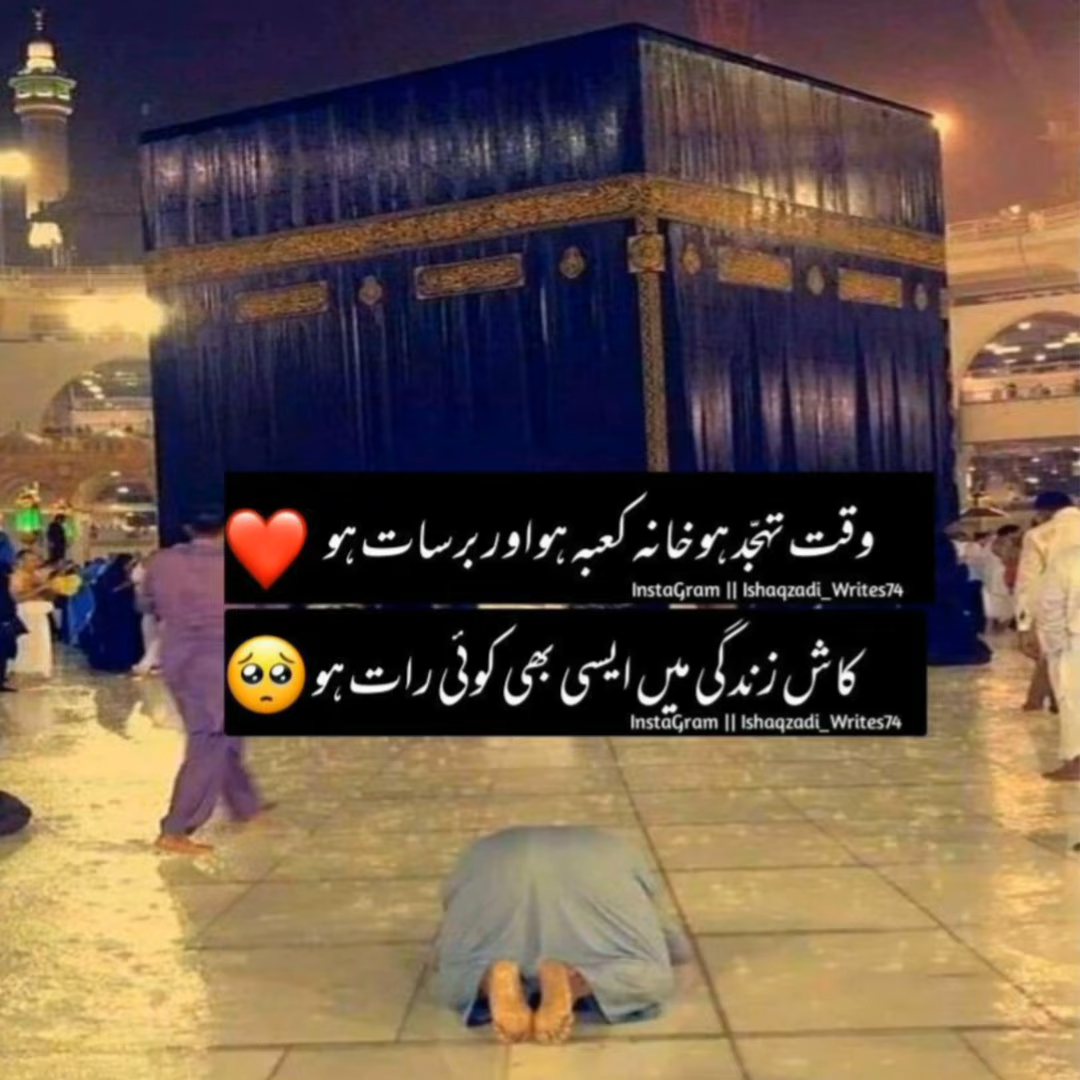 وقت تہجّد ہو خانہ کعبہ ہو اور برسات ہو ❤️
InstaGram || Ishaqzadi_Writes74
کاش زندگی میں ایسی بھی کوئی رات ہو 🥺
InstaGram || Ishaqzadi_Writes74